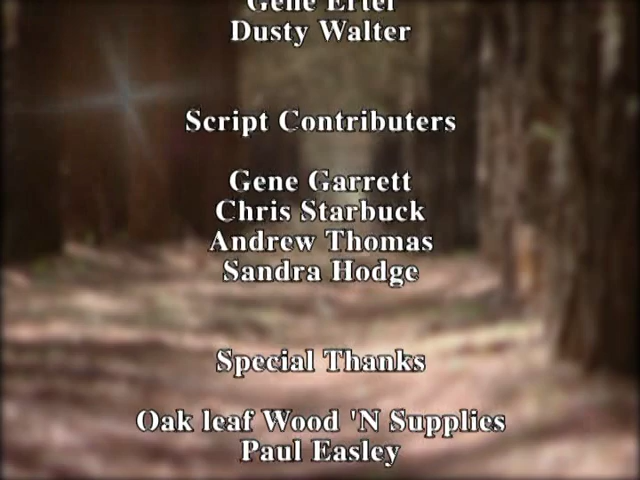 Gene
Dusty Walter
Script Contributers
Gene Garrett
Chris Starbuck
Andrew Thomas
Sandra Hodge
Special Thanks
Oak leaf Wood 'N Supplies
Paul Easley